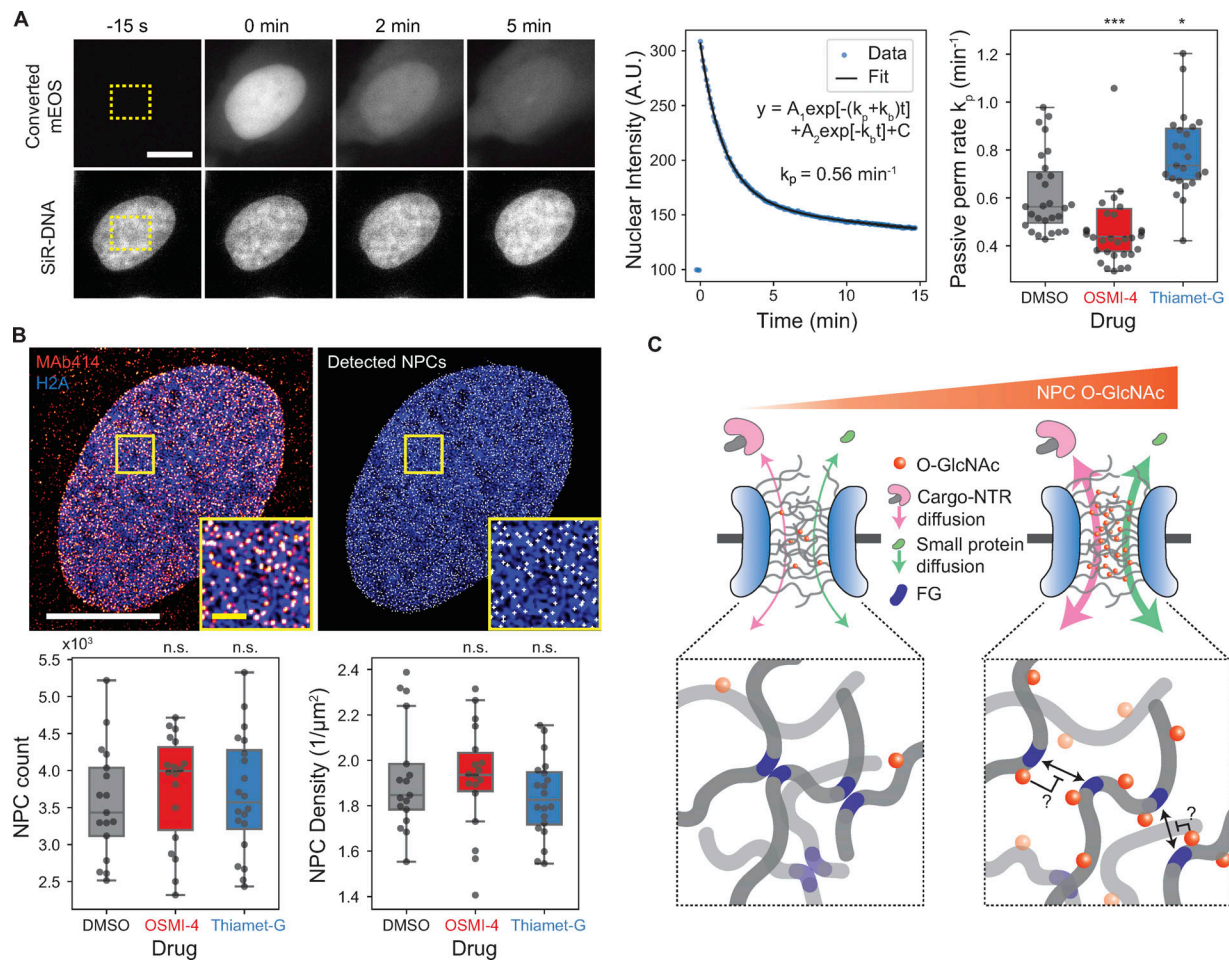 A
-15 s
0 min
2 min
5 min
Converted
mEOS
SiR-DNA
Nuclear Intensity (A.U.)
300
250
200
150
100
0
5
10
15
Time (min)
Data
Fit
y = A₁exp[-(kₚ+k_b)t]
+A₂exp[-k_bt]+C
kₚ = 0.56 min⁻¹
Passive perm rate kₚ (min⁻¹)
***
*
1.2
1.0
0.8
0.6
0.4
DMSO
OSMI-4
Thiamet-G
Drug
B
MAb414
H2A
Detected NPCs
x10³
n.s.
n.s.
NPC count
5.5
5.0
4.5
4.0
3.5
3.0
2.5
DMSO
OSMI-4
Thiamet-G
Drug
n.s.
n.s.
NPC Density (1/µm²)
2.4
2.2
2.0
1.8
1.6
1.4
DMSO
OSMI-4
Thiamet-G
Drug
C
NPC O-GlcNAc
O-GlcNAc
Cargo-NTR
diffusion
Small protein
diffusion
FG
?
?